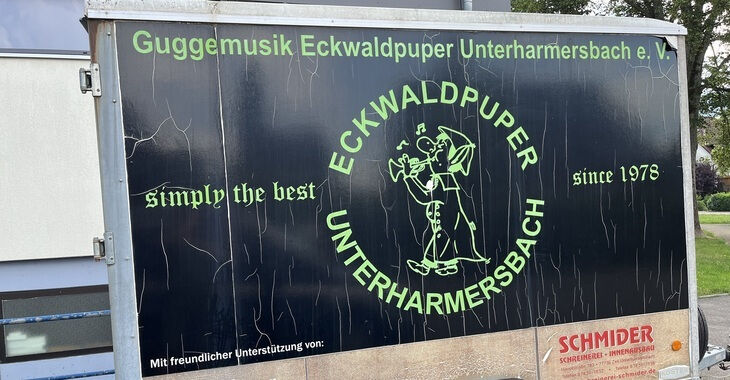 Guggemusik Eckwaldpuper Unterharmersbach e. V.
ECKWALDPUPER
simply the best
since 1978
UNTERHARMERSBACH
Mit freundlicher Unterstützung von:
SCHMIDER
SCHREINEREI • INNENAUSBAU